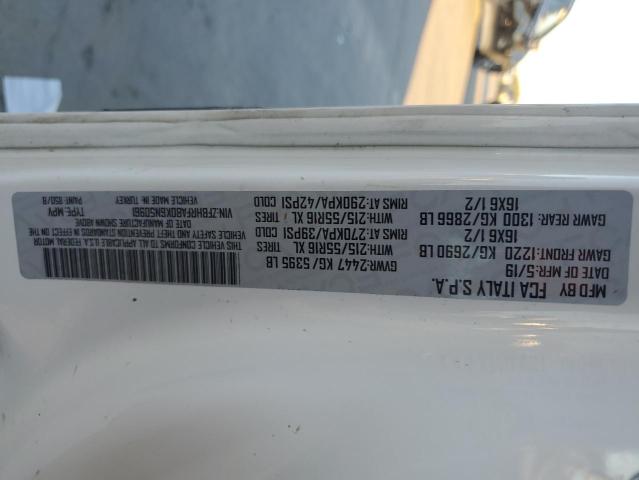 MFD BY FCA ITALY S.P.A.
DATE OF MFR:5/19 GVWR:2447 KG/5395 LB
GAWR FRONT:1220 KG/2690 LB WITH:215/55R16 XL TIRES
16X6 1/2 RIMS AT:270KPA/39PSI COLD
GAWR REAR: 1300 KG/2866 LB WITH:215/55R16 XL TIRES
16X6 1/2 RIMS AT:290KPA/42PSI COLD
THIS VEHICLE CONFORMS TO ALL APPLICABLE U.S.A. FEDERAL MOTOR
VEHICLE SAFETY AND THEFT PREVENTION STANDARDS
IN EFFECT ON THE DATE OF MANUFACTURE SHOWN ABOVE
VIN:ZFBHRFAB0K6N50961 TYPE: MPV
VEHICLE MADE IN: TURKEY PAINT: 850/B